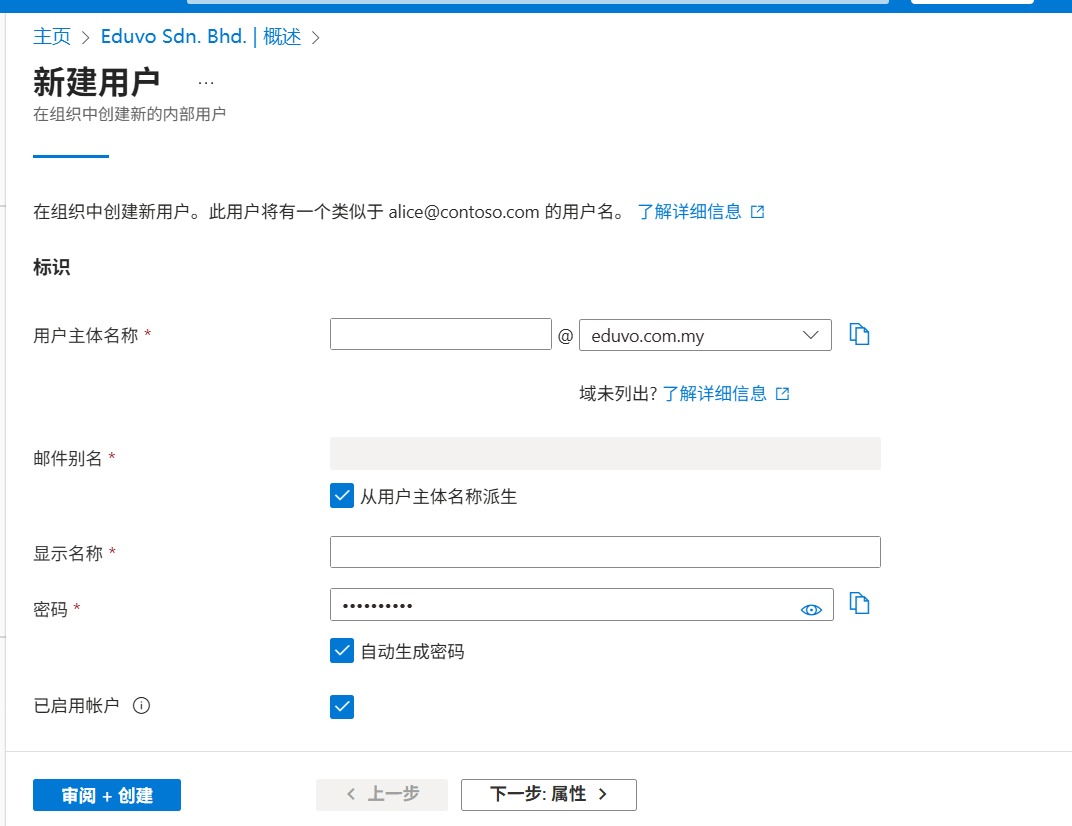 主页 > Eduvo Sdn. Bhd. | 概述 >
新建用户 ...
在组织中创建新的内部用户
在组织中创建新用户。此用户将有一个类似于 alice@contoso.com 的用户名。 了解详细信息
标识
用户主体名称 * @ eduvo.com.my
域未列出? 了解详细信息
邮件别名 *
从用户主体名称派生
显示名称 *
密码 * ••••••••••
自动生成密码
已启用帐户
审阅 + 创建 < 上一步 下一步: 属性 >